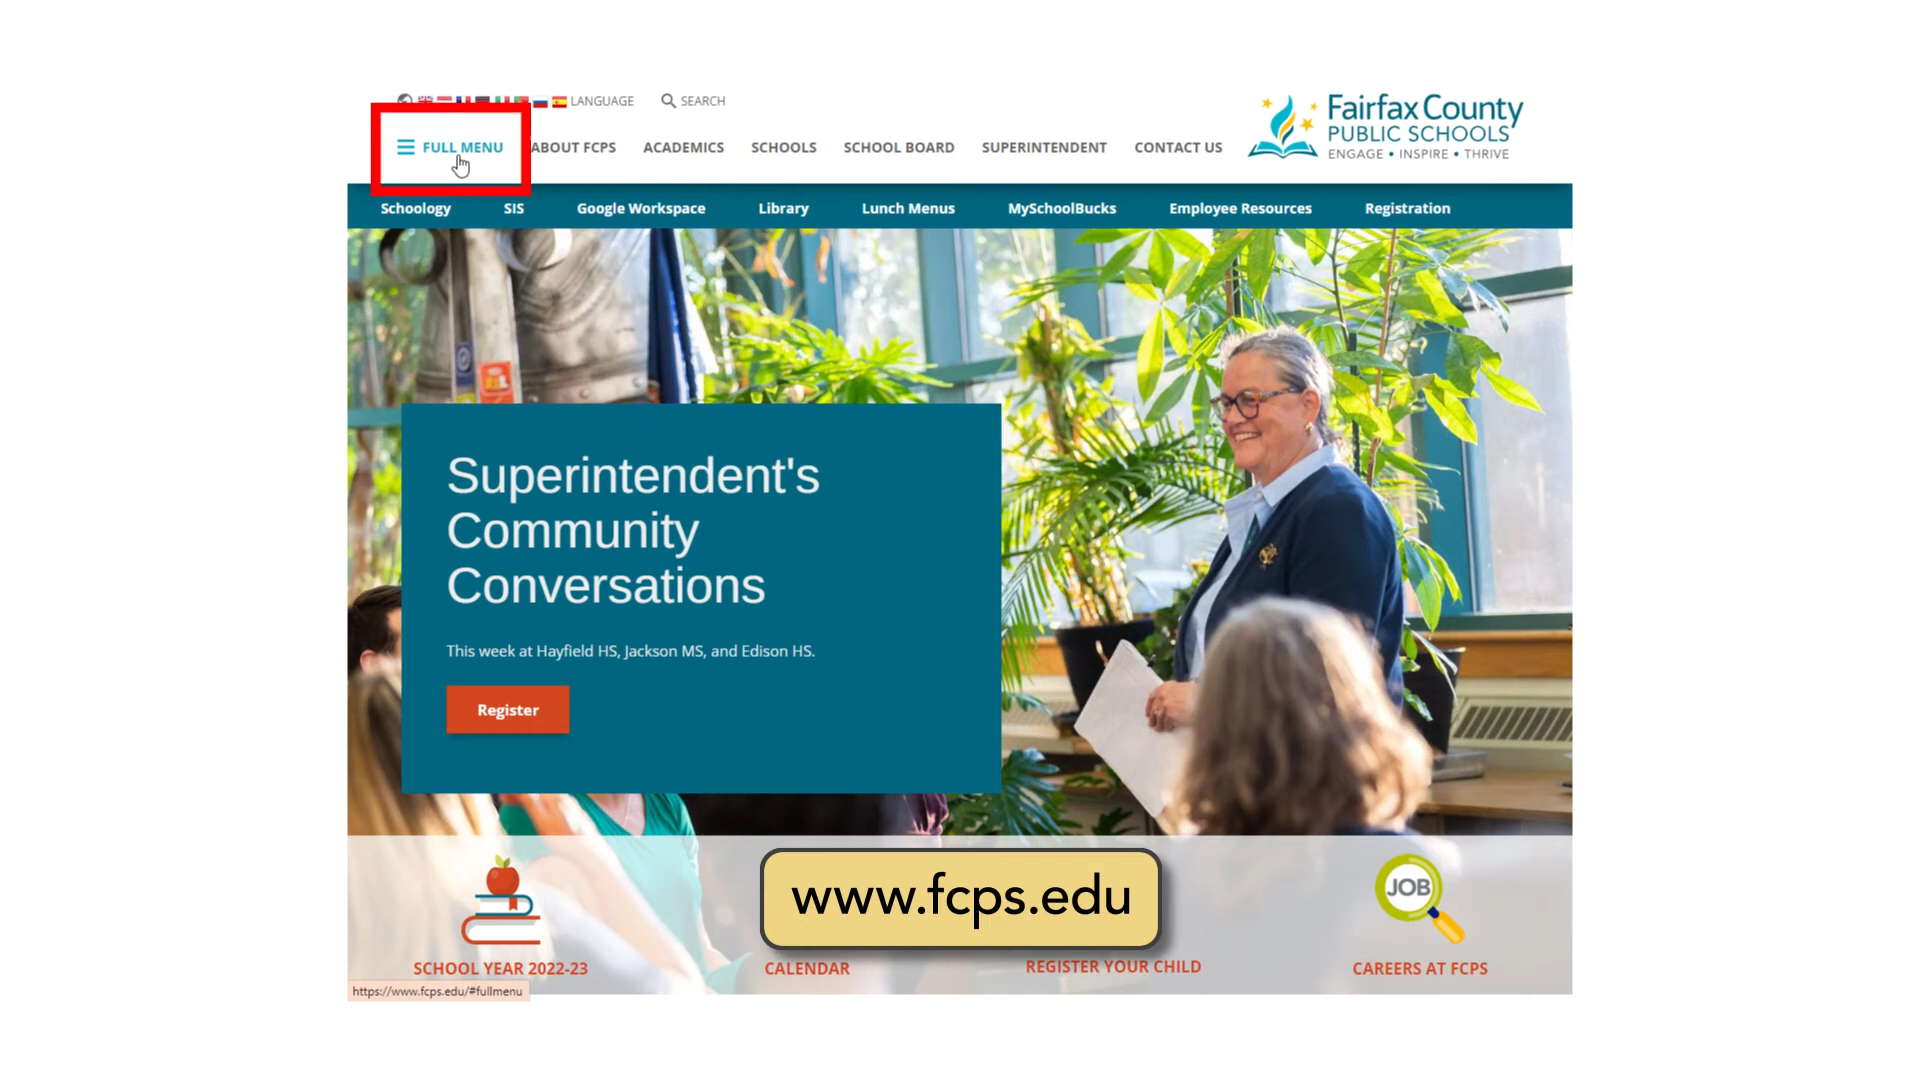 LANGUAGE
SEARCH
FULL MENU
ABOUT FCPS
ACADEMICS
SCHOOLS
SCHOOL BOARD
SUPERINTENDENT
CONTACT US
Fairfax County
PUBLIC SCHOOLS
ENGAGE • INSPIRE • THRIVE
Schoology
SIS
Google Workspace
Library
Lunch Menus
MySchoolBucks
Employee Resources
Registration
Superintendent's
Community
Conversations
This week at Hayfield HS, Jackson MS, and Edison HS.
Register
www.fcps.edu
JOB
SCHOOL YEAR 2022-23
CALENDAR
REGISTER YOUR CHILD
CAREERS AT FCPS
https://www.fcps.edu/#fullmenu